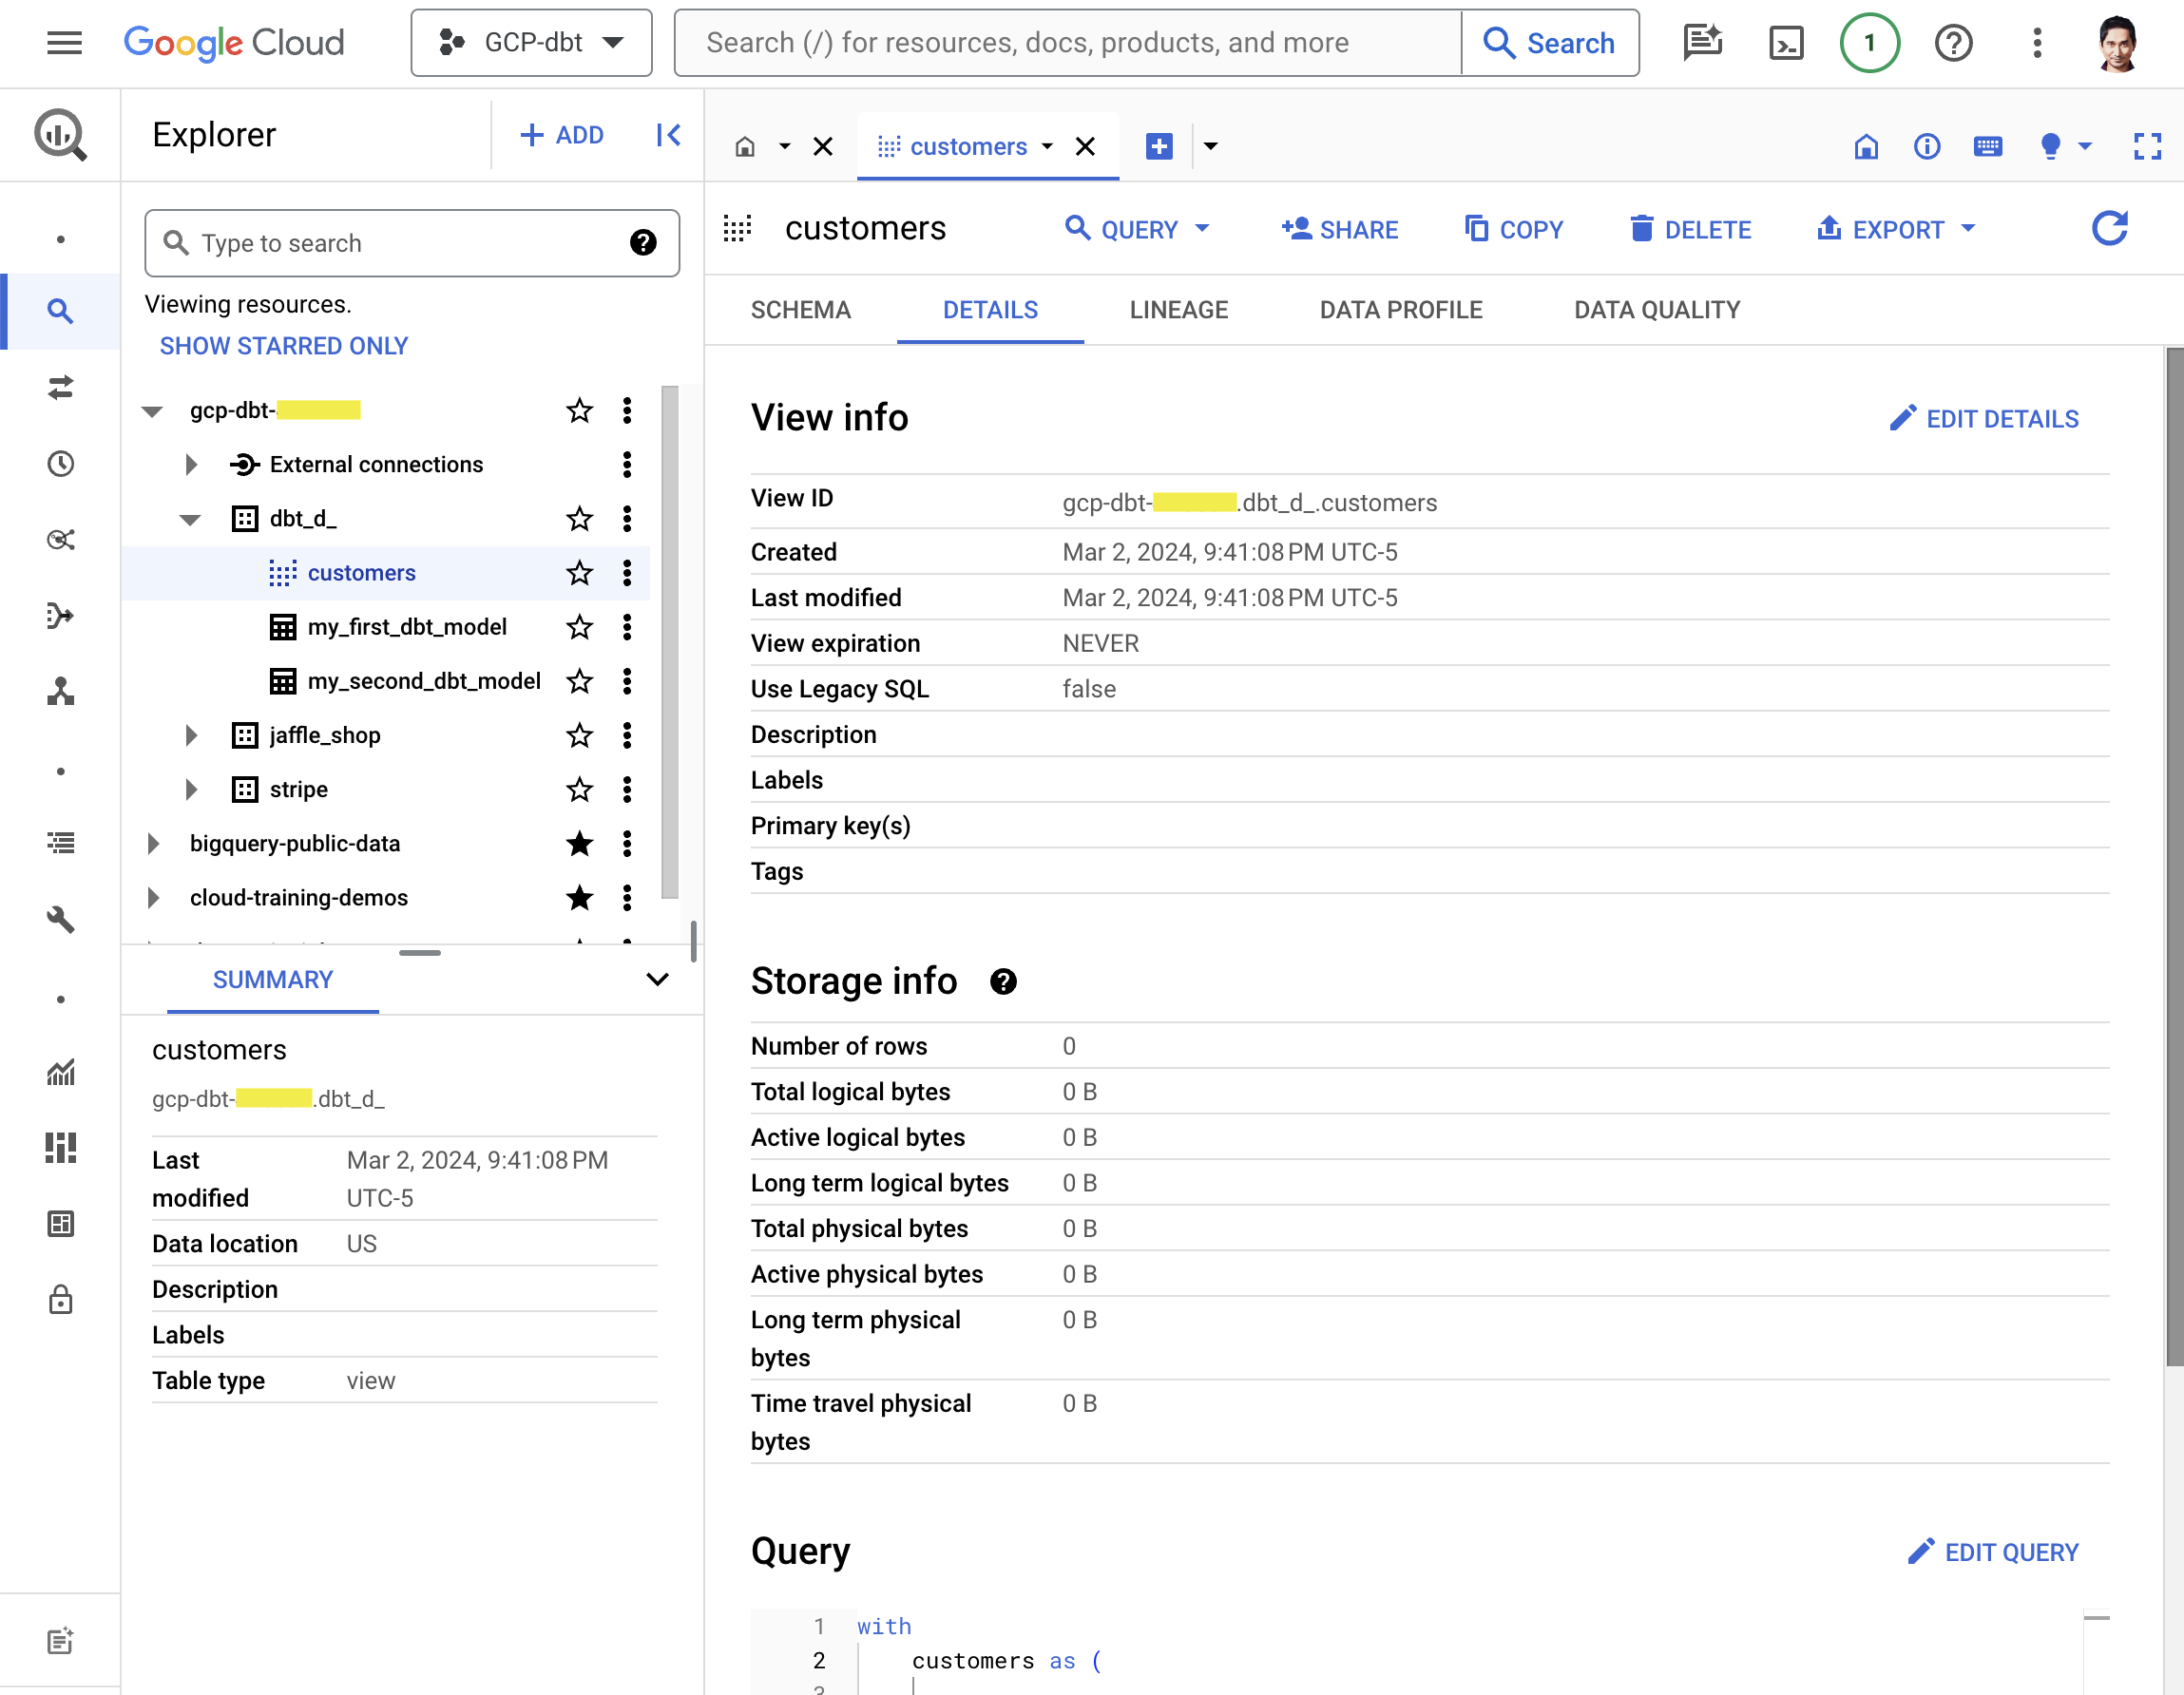 Google Cloud
GCP-dbt
Search (/) for resources, docs, products, and more
Search
1
Explorer
ADD
customers
Type to search
Viewing resources.
SHOW STARRED ONLY
gcp-dbt-
External connections
dbt_d_
customers
my_first_dbt_model
my_second_dbt_model
jaffle_shop
stripe
bigquery-public-data
cloud-training-demos
SUMMARY
customers
gcp-dbt- .dbt_d_
Last modified Mar 2, 2024, 9:41:08 PM UTC-5
Data location US
Description
Labels
Table type view
customers
QUERY
SHARE
COPY
DELETE
EXPORT
SCHEMA
DETAILS
LINEAGE
DATA PROFILE
DATA QUALITY
View info
EDIT DETAILS
View ID gcp-dbt- .dbt_d_.customers
Created Mar 2, 2024, 9:41:08 PM UTC-5
Last modified Mar 2, 2024, 9:41:08 PM UTC-5
View expiration NEVER
Use Legacy SQL false
Description
Labels
Primary key(s)
Tags
Storage info
Number of rows 0
Total logical bytes 0 B
Active logical bytes 0 B
Long term logical bytes 0 B
Total physical bytes 0 B
Active physical bytes 0 B
Long term physical bytes 0 B
Time travel physical bytes 0 B
Query
EDIT QUERY
1 with
2 customers as (
3